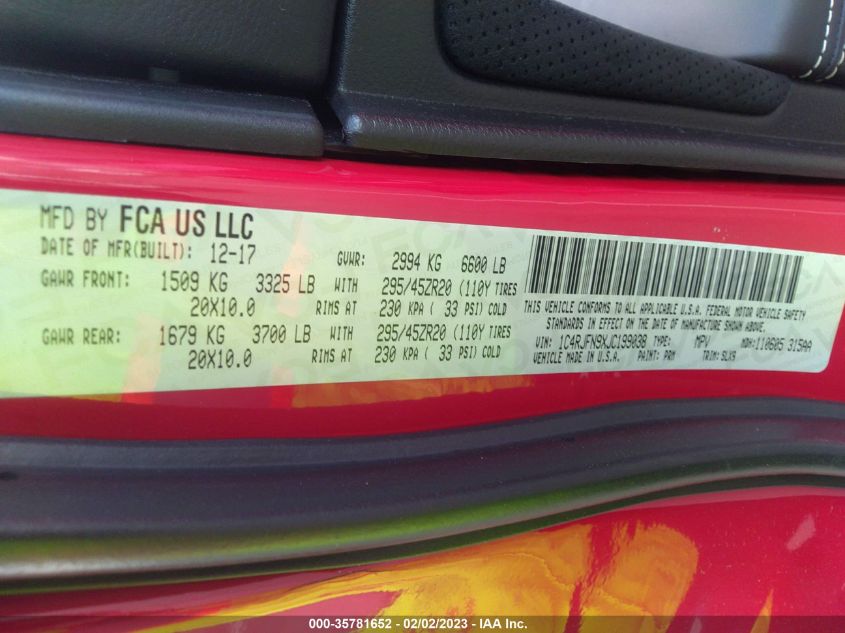 MFD BY FCA US LLC
DATE OF MFR(BUILT): 12-17 GVWR: 2994 KG 6600 LB
GAWR FRONT: 1509 KG 3325 LB WITH 295/45ZR20 (110Y TIRES
20X10.0 RIMS AT 230 KPA ( 33 PSI) COLD
GAWR REAR: 1679 KG 3700 LB WITH 295/45ZR20 (110Y TIRES
20X10.0 RIMS AT 230 KPA ( 33 PSI) COLD
THIS VEHICLE CONFORMS TO ALL APPLICABLE U.S.A. FEDERAL MOTOR VEHICLE SAFETY
STANDARDS IN EFFECT ON THE DATE OF MANUFACTURE SHOWN ABOVE.
VIN: 1C4RJFN9XJC199038 TYPE: MPV MDH: 110605 315AA
VEHICLE MADE IN U.S.A. PAINT: PRM TRIM: SLX9
000-35781652 - 02/02/2023 - IAA Inc.